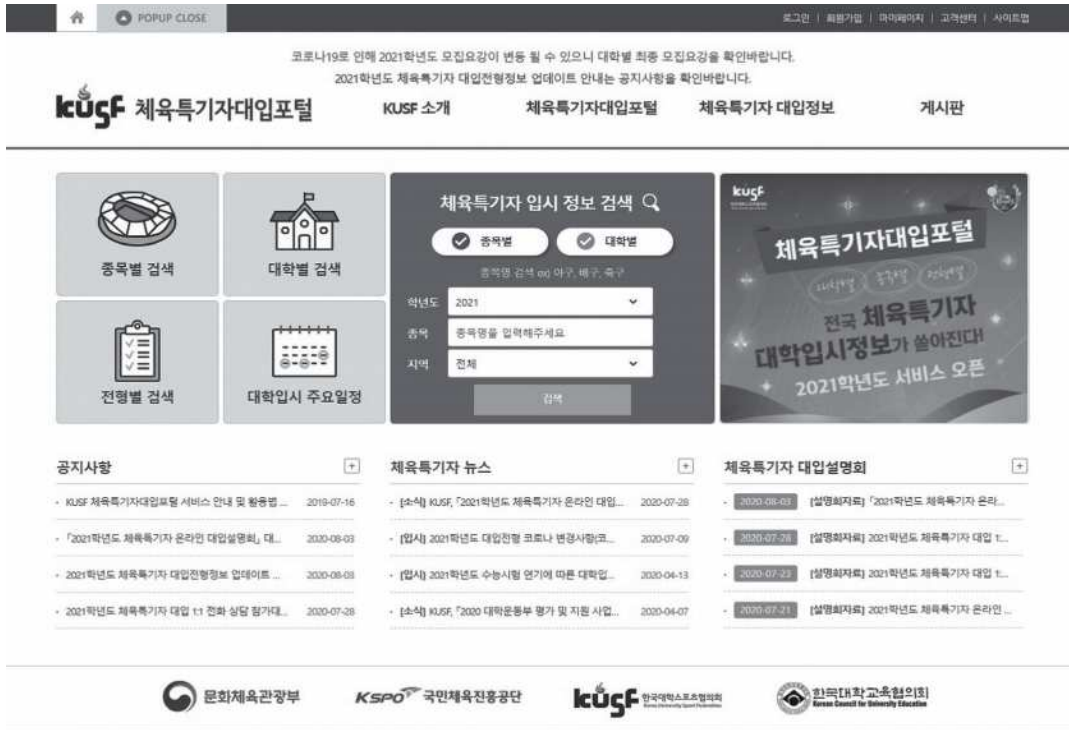 POPUP CLOSE
로그인 | 회원가입 | 마이페이지 | 고객센터 | 사이트맵
코로나19로 인해 2021학년도 모집요강이 변동 될 수 있으니 대학별 최종 모집요강을 확인바랍니다.
2021학년도 체육특기자 대입전형정보 업데이트 안내는 공지사항을 확인바랍니다.
kusf 체육특기자대입포털
KUSF 소개
체육특기자대입포털
체육특기자 대입정보
게시판
종목별 검색
대학별 검색
전형별 검색
대학입시 주요일정
체육특기자 입시 정보 검색
종목별
대학별
종목명 검색 ex) 야구, 배구, 축구
학년도 2021
종목 종목명을 입력해주세요
지역 전체
검색
kusf
체육특기자대입포털
대학별 종목별 전형별
전국 체육특기자
대학입시정보가 쏟아진다!
2021학년도 서비스 오픈
공지사항 +
· KUSF 체육특기자대입포털 서비스 안내 및 활용법 ... 2019-07-16
· 「2021학년도 체육특기자 온라인 대입설명회」 대... 2020-08-03
· 2021학년도 체육특기자 대입전형정보 업데이트 ... 2020-08-03
· 2021학년도 체육특기자 대입 1:1 전화 상담 참가대... 2020-07-28
체육특기자 뉴스 +
· [소식] KUSF, 「2021학년도 체육특기자 온라인 대입... 2020-07-28
· [입시] 2021학년도 대입전형 코로나 변경사항(코... 2020-07-09
· [입시] 2021학년도 수능시험 연기에 따른 대학입... 2020-04-13
· [소식] KUSF, 「2020 대학운동부 평가 및 지원 사업... 2020-04-07
체육특기자 대입설명회 +
· 2020-08-03 [설명회자료] 「2021학년도 체육특기자 온라...
· 2020-07-28 [설명회자료] 2021학년도 체육특기자 대입 1:...
· 2020-07-23 [설명회자료] 2021학년도 체육특기자 대입 1:...
· 2020-07-21 [설명회자료] 2021학년도 체육특기자 온라인 ...
문화체육관광부
KSPO 국민체육진흥공단
kusf 한국대학스포츠협의회
Korea University Sport Federation
한국대학교육협의회
Korean Council for University Education